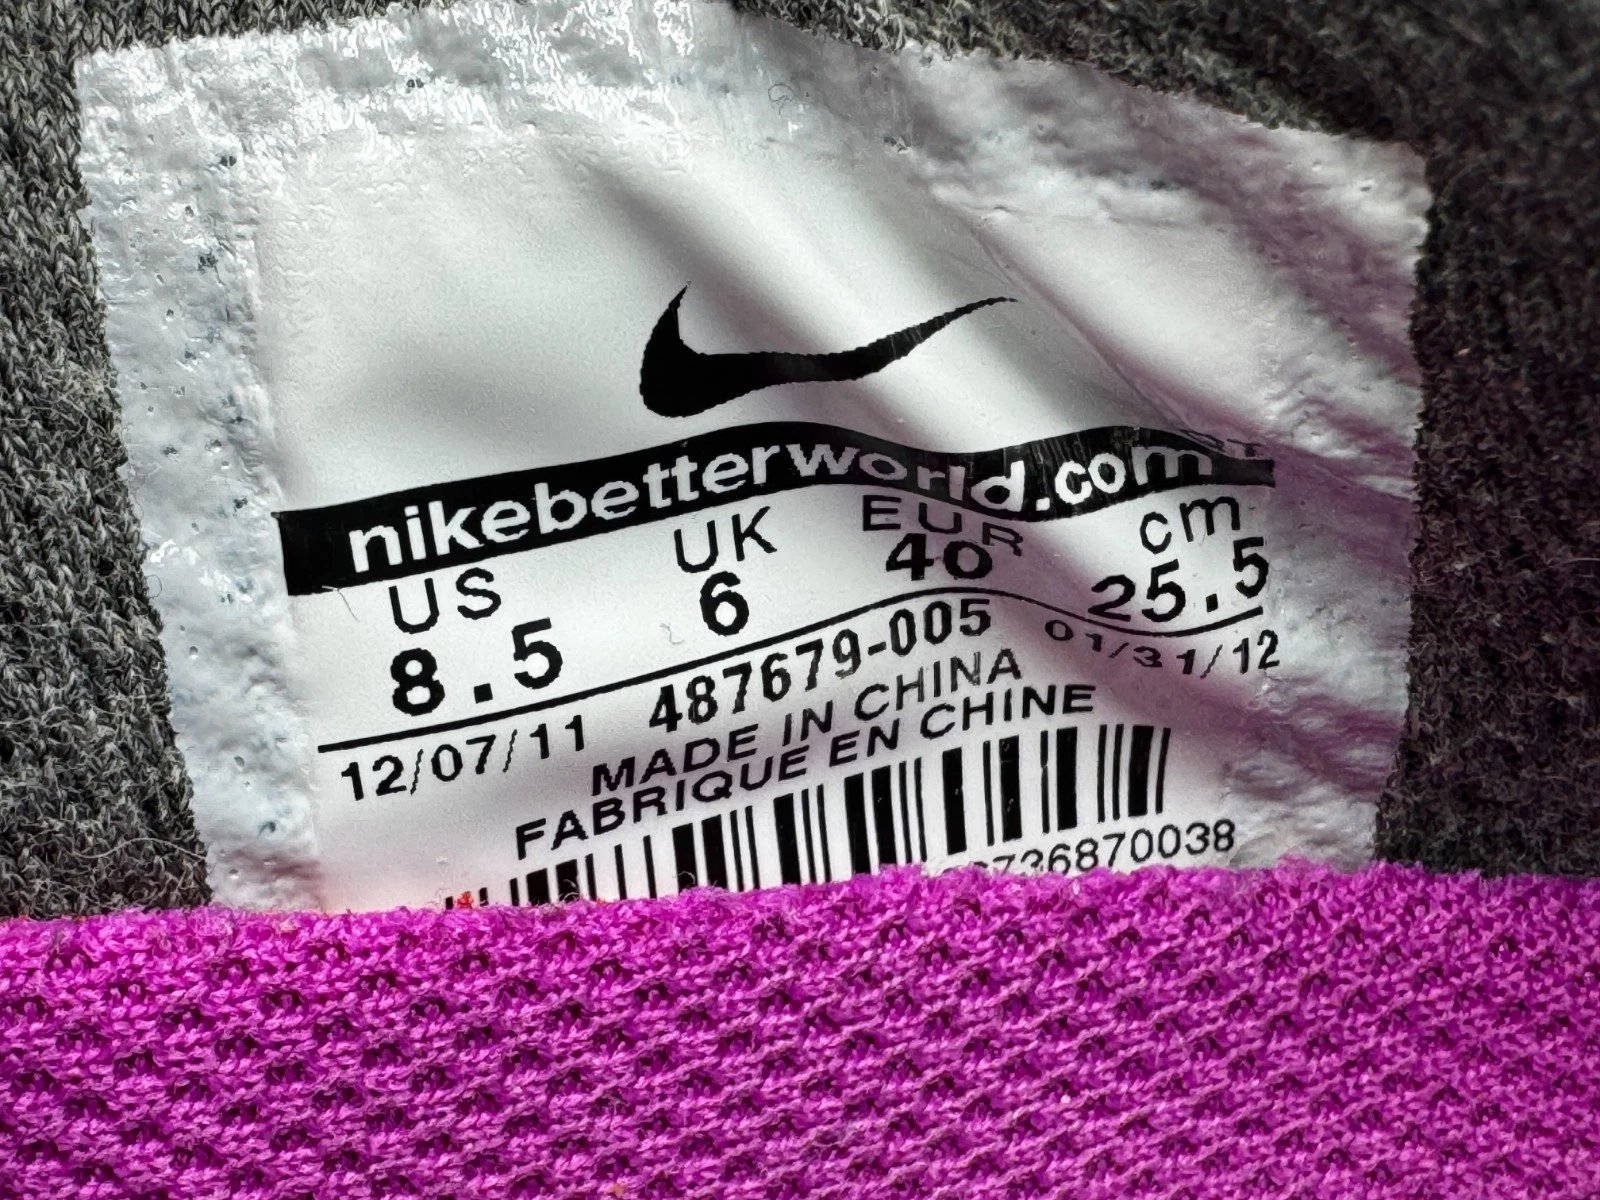 nikebetterworld.com
US UK EUR cm
8.5 6 40 25.5
12/07/11 487679-005 01/31/12
MADE IN CHINA
FABRIQUE EN CHINE
736870038